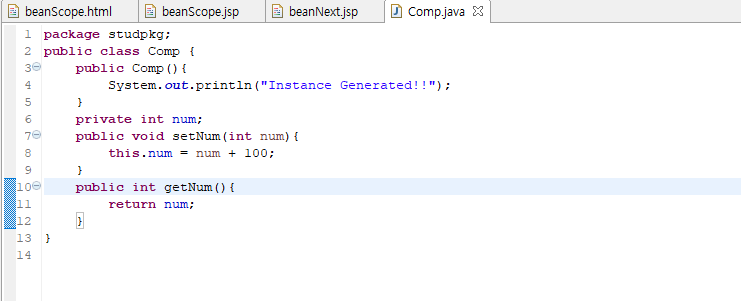 beanScope.html beanScope.jsp beanNext.jsp Comp.java
1 package studpkg;
2 public class Comp {
3 public Comp(){
4 System.out.println("Instance Generated!!");
5 }
6 private int num;
7 public void setNum(int num){
8 this.num = num + 100;
9 }
10 public int getNum(){
11 return num;
12 }
13 }
14